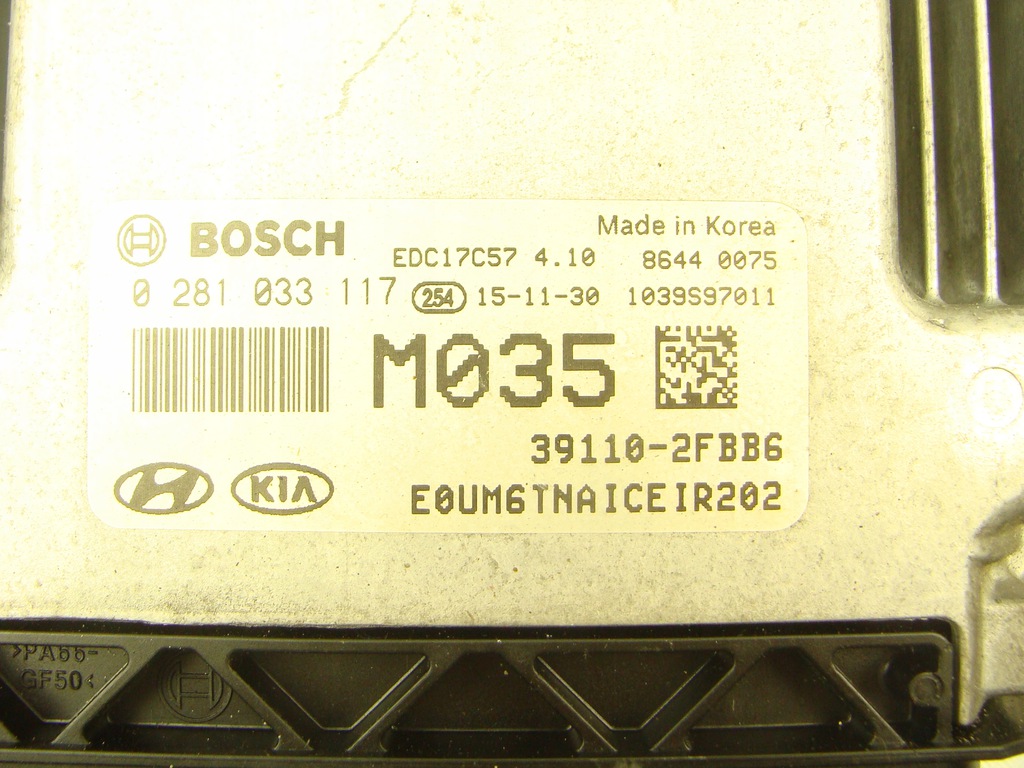 BOSCH
Made in Korea
EDC17C57 4.10 8644 0075
0 281 033 117 254 15-11-30 1039S97011
M035
39110-2FBB6
KIA
E0UM6TNAICEIR202
>PA66-
GF50<